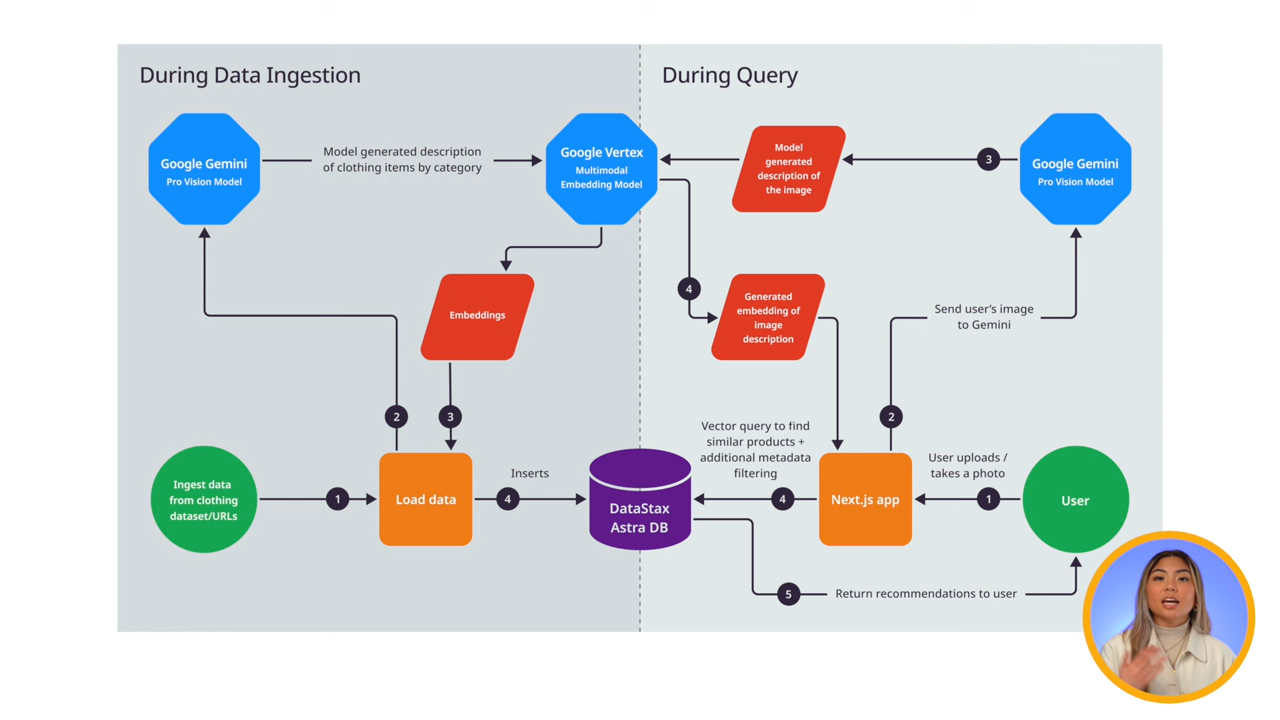 During Data Ingestion
During Query
Google Gemini
Pro Vision Model
Model generated description
of clothing items by category
Google Vertex
Multimodal
Embedding Model
Model
generated
description of
the image
3
Google Gemini
Pro Vision Model
Embeddings
4
Generated
embedding of
image
description
Send user’s image
to Gemini
2
3
2
Ingest data
from clothing
dataset/URLs
1
Load data
Inserts
4
DataStax
Astra DB
Vector query to find
similar products +
additional metadata
filtering
4
Next.js app
User uploads /
takes a photo
1
User
5
Return recommendations to user